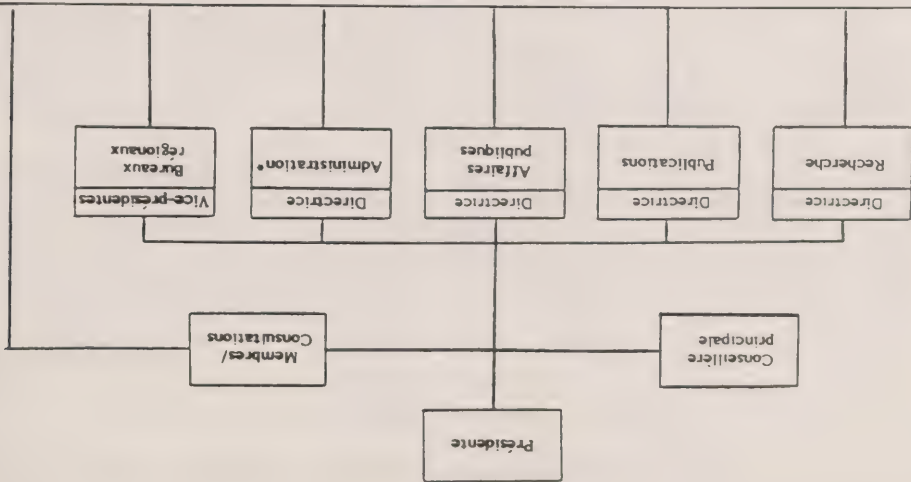 Présidente
Conseillère
principale
Membres/
Consultations
Directrice
Recherche
Directrice
Publications
Directrice
Affaires
publiques
Directrice
Administration*
Vice-présidentes
Bureaux
régionaux